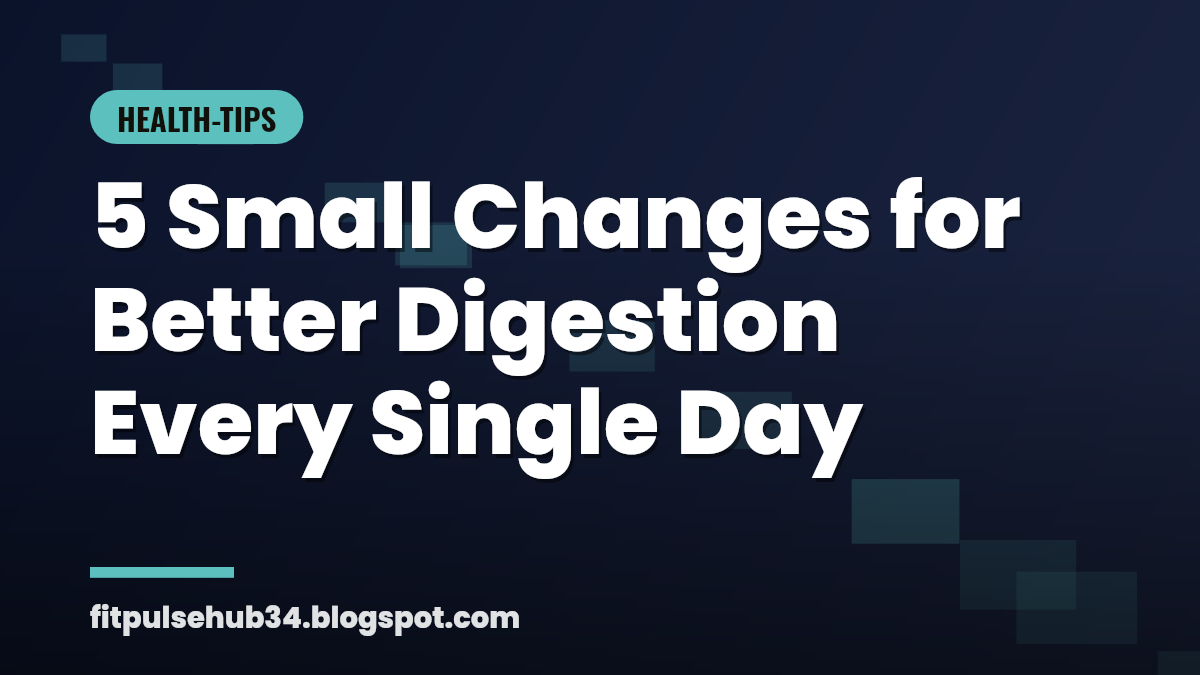 HEALTH-TIPS
5 Small Changes for
Better Digestion
Every Single Day
fitpulsehub34.blogspot.com